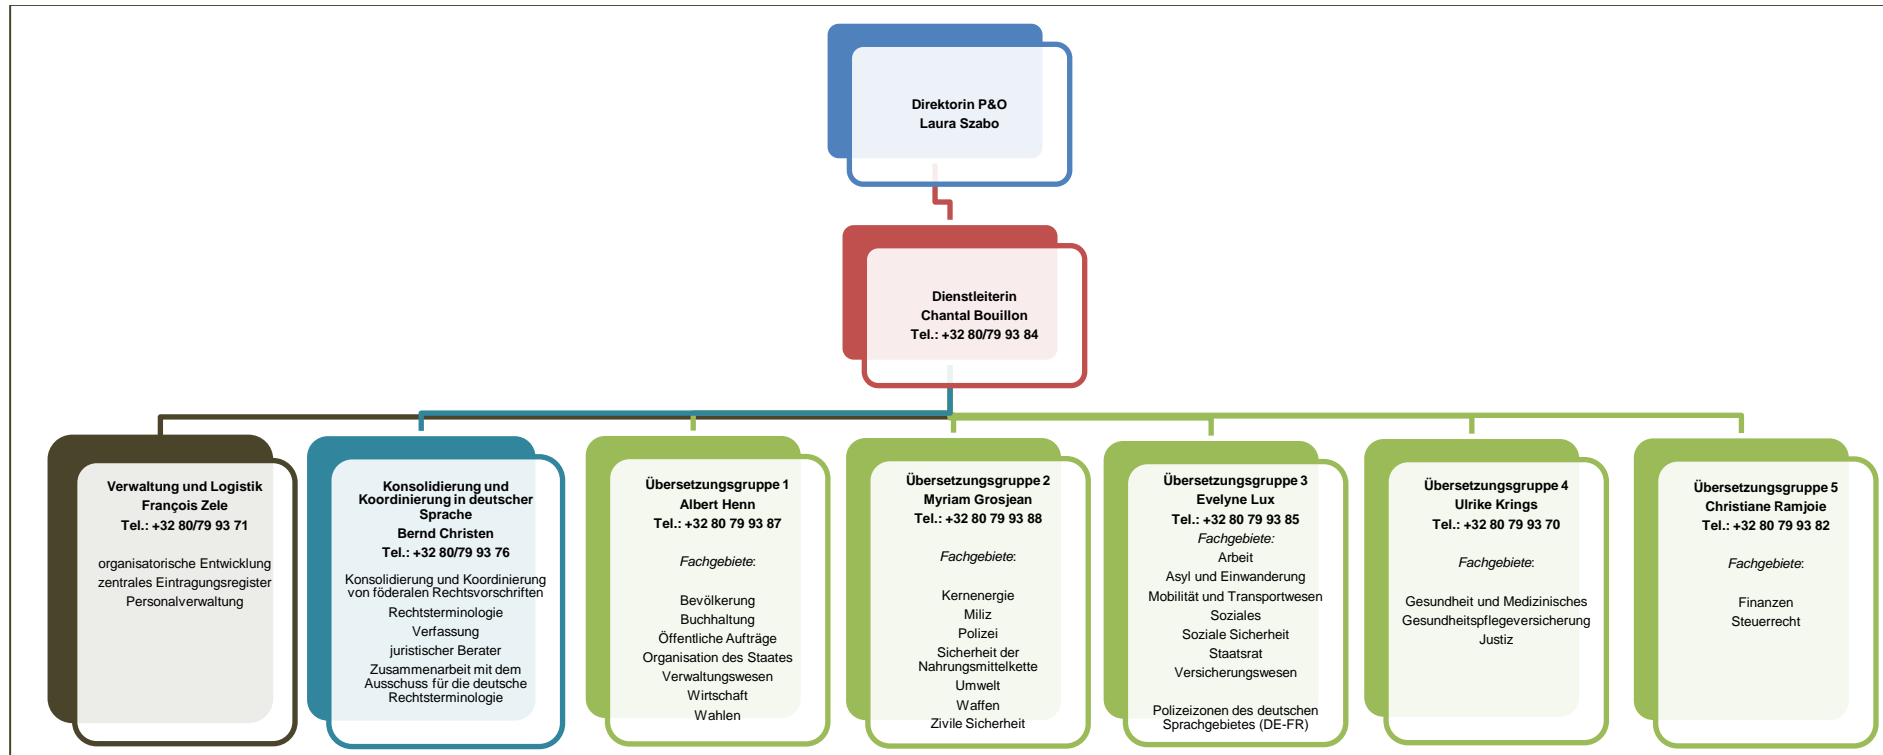 Direktorin P&O
Laura Szabo
Dienstleiterin
Chantal Bouillon
Tel.: +32 80/79 93 84
Verwaltung und Logistik
François Zele
Tel.: +32 80/79 93 71
organisatorische Entwicklung
zentrales Eintragungsregister
Personalverwaltung
Konsolidierung und
Koordinierung in deutscher
Sprache
Bernd Christen
Tel.: +32 80/79 93 76
Konsolidierung und Koordinierung
von föderalen Rechtsvorschriften
Rechtsterminologie
Verfassung
juristischer Berater
Zusammenarbeit mit dem
Ausschuss für die deutsche
Rechtsterminologie
Übersetzungsgruppe 1
Albert Henn
Tel.: +32 80 79 93 87
Fachgebiete:
Bevölkerung
Buchhaltung
Öffentliche Aufträge
Organisation des Staates
Verwaltungswesen
Wirtschaft
Wahlen
Übersetzungsgruppe 2
Myriam Grosjean
Tel.: +32 80 79 93 88
Fachgebiete:
Kernenergie
Miliz
Polizei
Sicherheit der
Nahrungsmittelkette
Umwelt
Waffen
Zivile Sicherheit
Übersetzungsgruppe 3
Evelyne Lux
Tel.: +32 80 79 93 85
Fachgebiete:
Arbeit
Asyl und Einwanderung
Mobilität und Transportwesen
Soziales
Soziale Sicherheit
Staatsrat
Versicherungswesen
Polizeizonen des deutschen
Sprachgebietes (DE-FR)
Übersetzungsgruppe 4
Ulrike Krings
Tel.: +32 80 79 93 70
Fachgebiete:
Gesundheit und Medizinisches
Gesundheitspflegeversicherung
Justiz
Übersetzungsgruppe 5
Christiane Ramjoie
Tel.: +32 80 79 93 82
Fachgebiete:
Finanzen
Steuerrecht